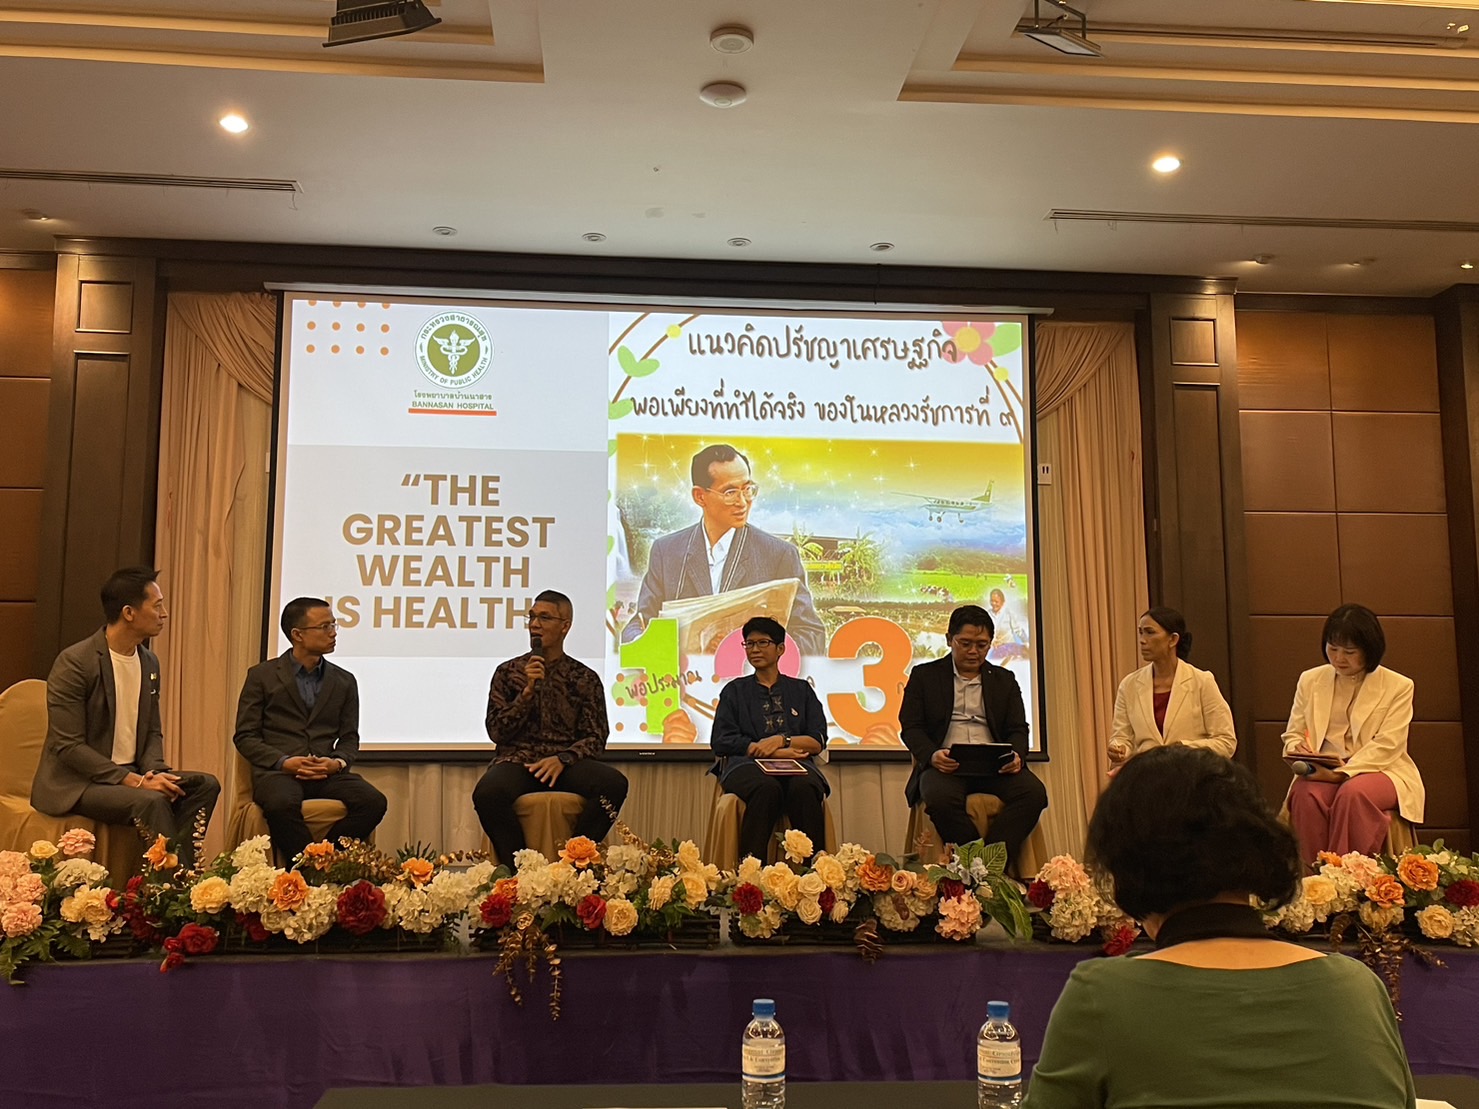 กระทรวงสาธารณสุข
MINISTRY OF PUBLIC HEALTH
โรงพยาบาลบ้านนาสาร
BANNASAN HOSPITAL
“THE
GREATEST
WEALTH
IS HEALTH
แนวคิดปรัชญาเศรษฐกิจ
พอเพียงที่ทำได้จริง ของในหลวงรัชการที่ ๙
1 3
พอประมาณ
"